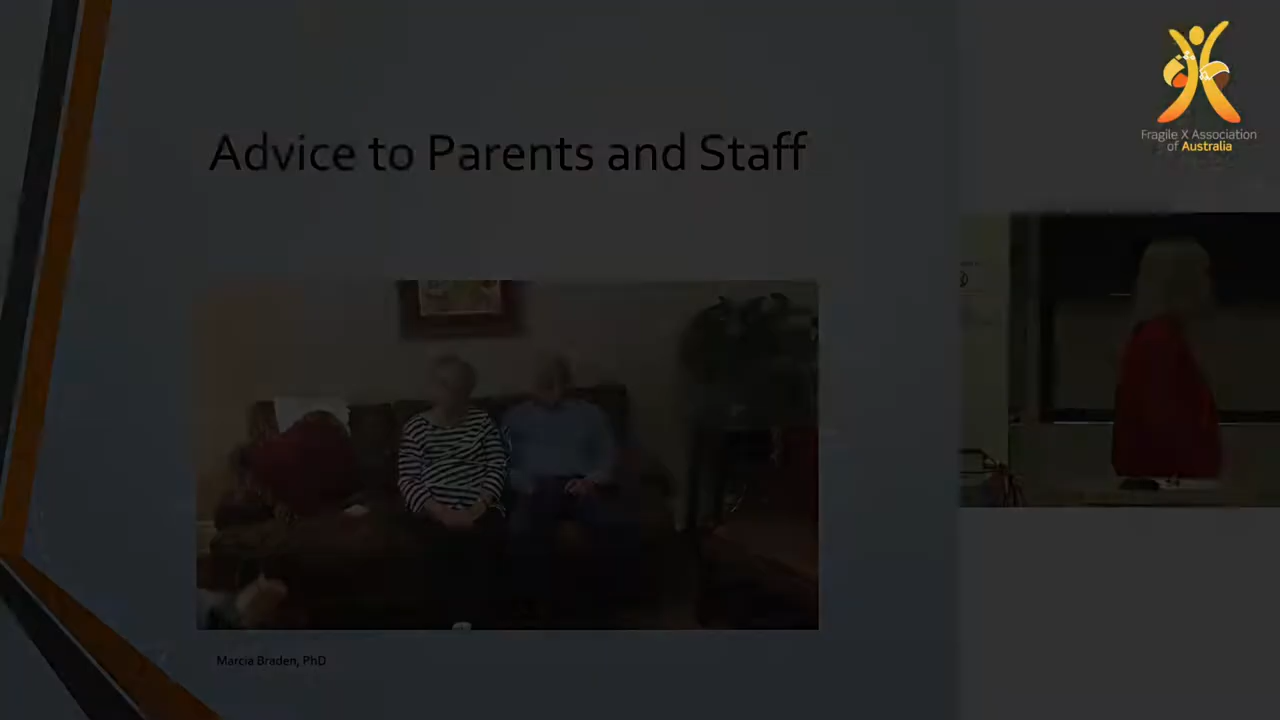 Advice to Parents and Staff
Fragile X Association
of Australia
Marcia Braden, PhD